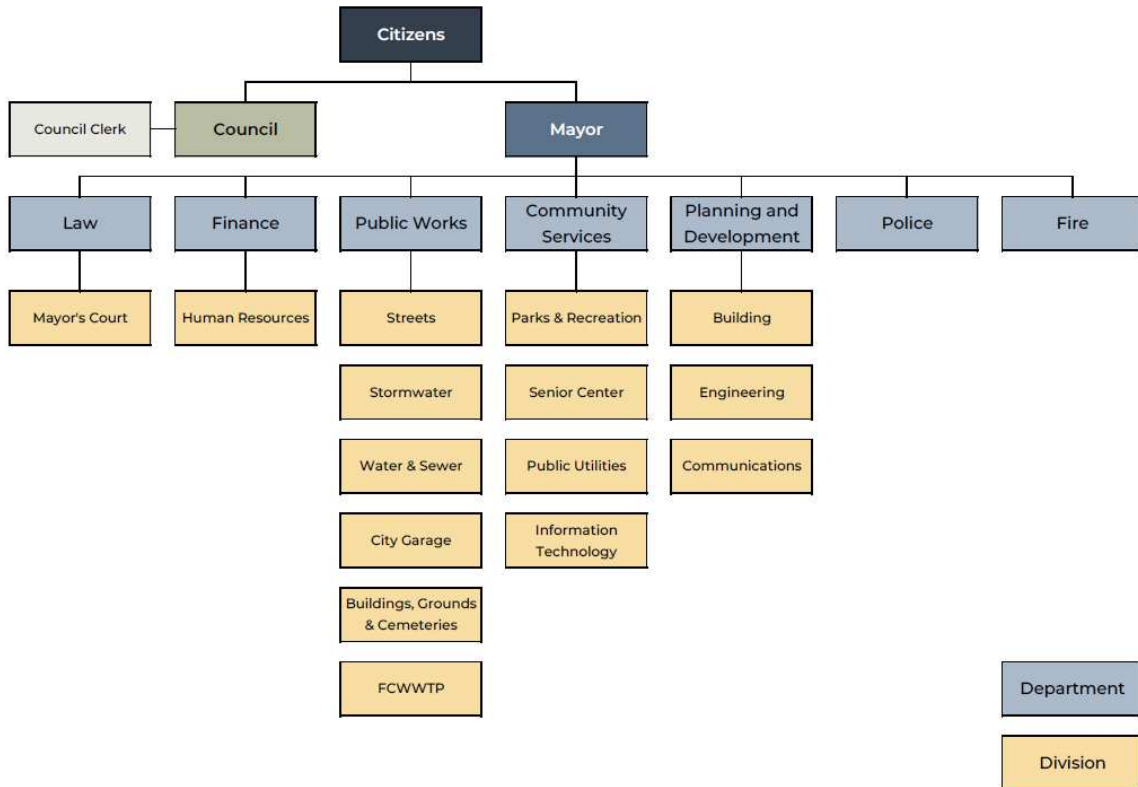 Citizens
Council Clerk
Council
Mayor
Law
Finance
Public Works
Community
Services
Planning and
Development
Police
Fire
Mayor's Court
Human Resources
Streets
Parks & Recreation
Building
Stormwater
Senior Center
Engineering
Water & Sewer
Public Utilities
Communications
City Garage
Information
Technology
Buildings, Grounds
& Cemeteries
FCWWTP
Department
Division